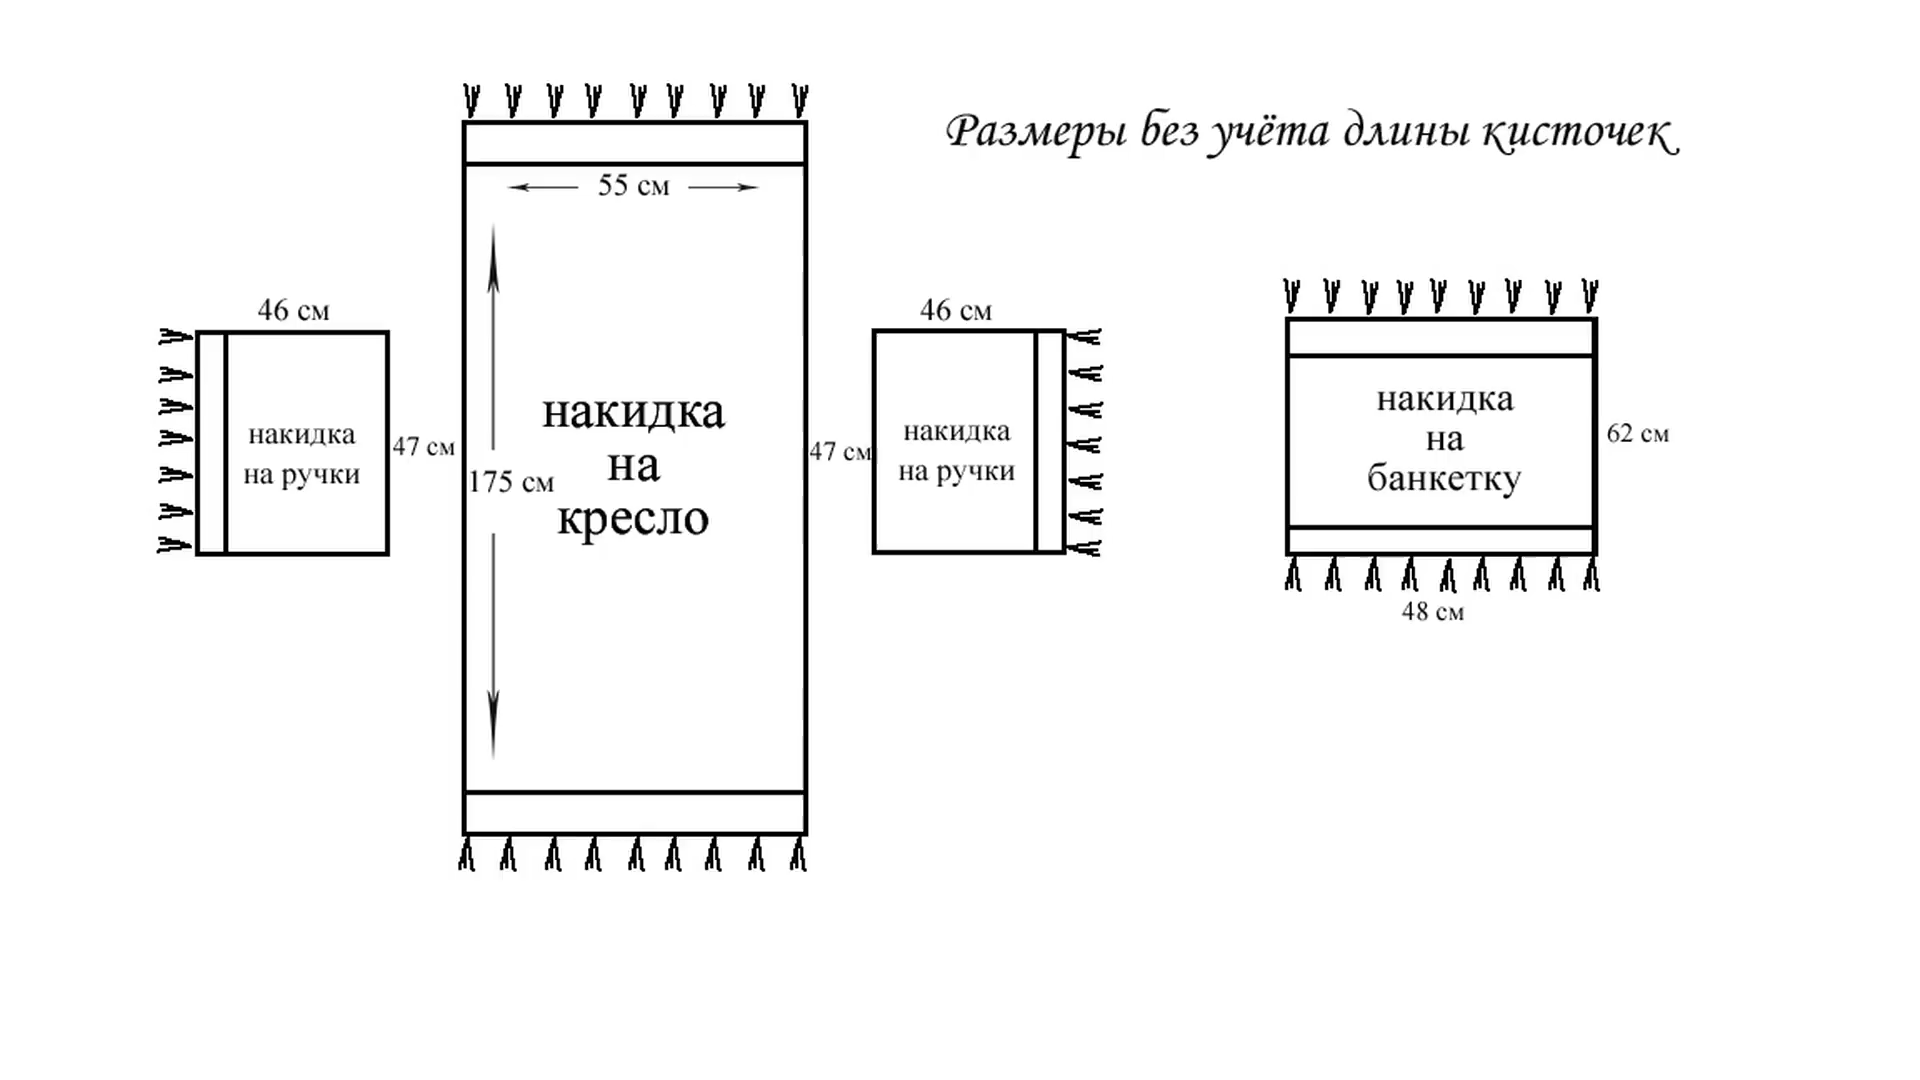 Размеры без учёта длины кисточек
55 см
46 см
накидка
на ручки
47 см
175 см
накидка
на
кресло
46 см
47 см
накидка
на ручки
накидка
на
банкетку
62 см
48 см